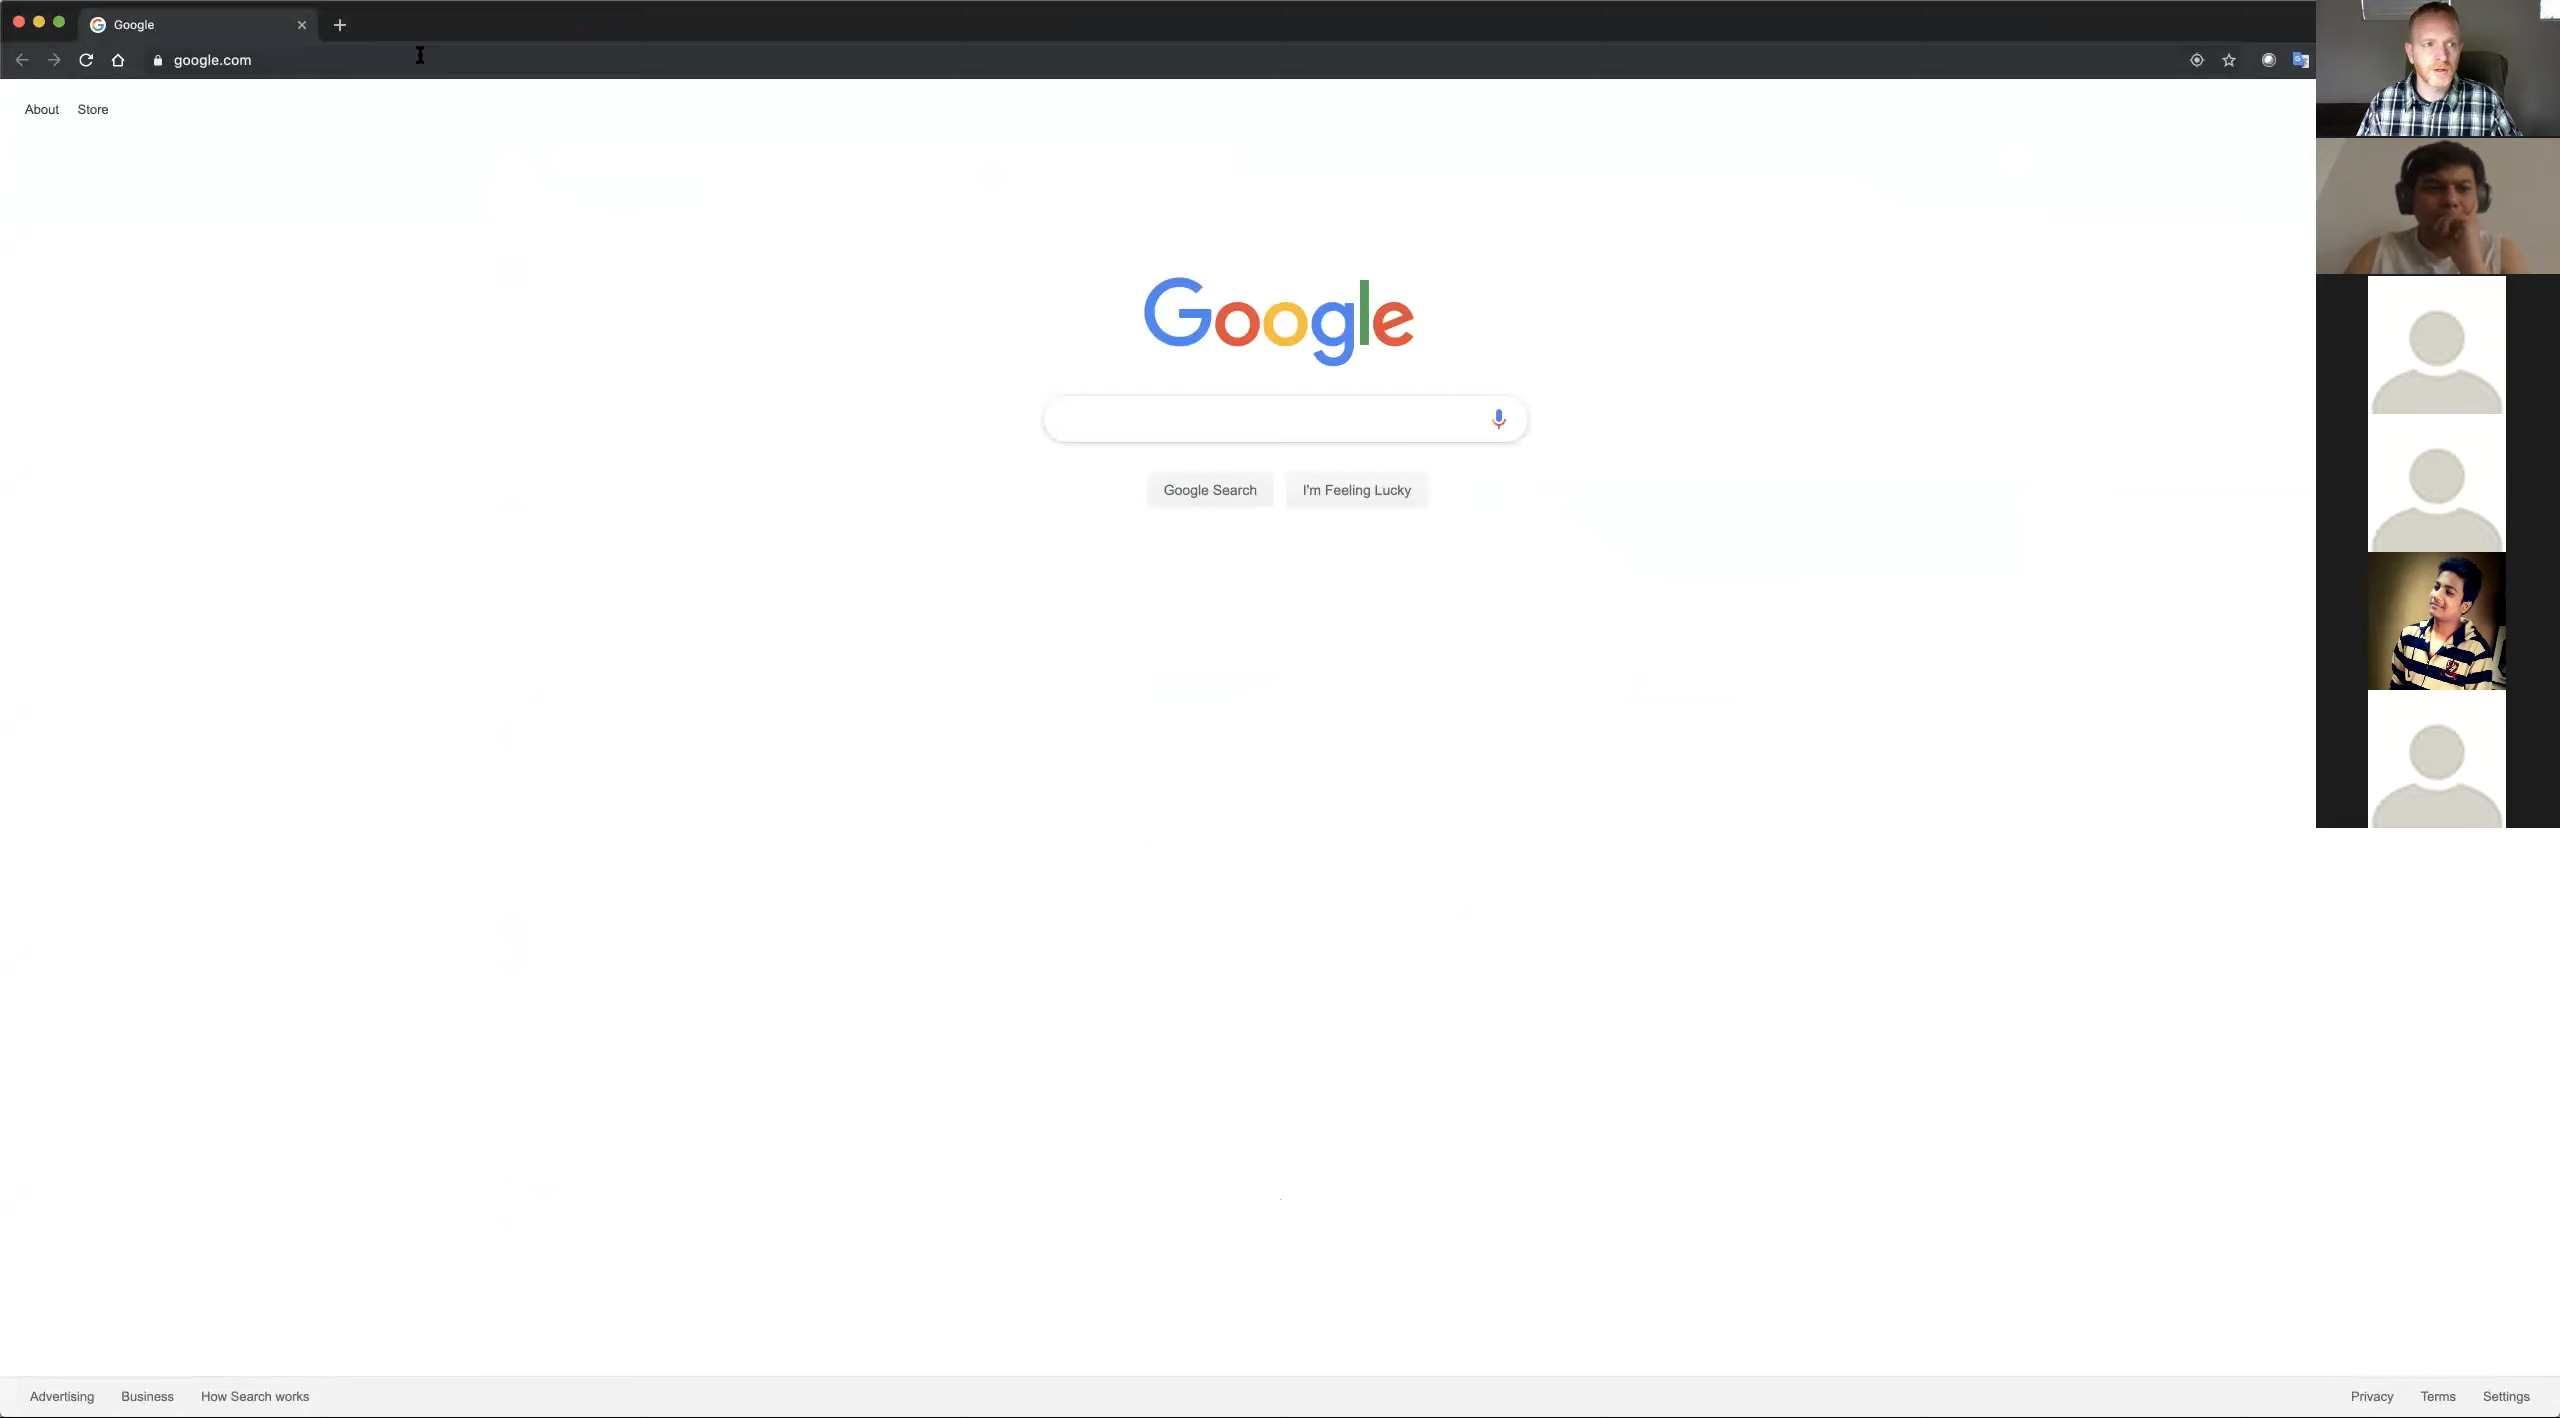 Google
google.com
About Store
Google
Google Search I'm Feeling Lucky
Advertising Business How Search works Privacy Terms Settings